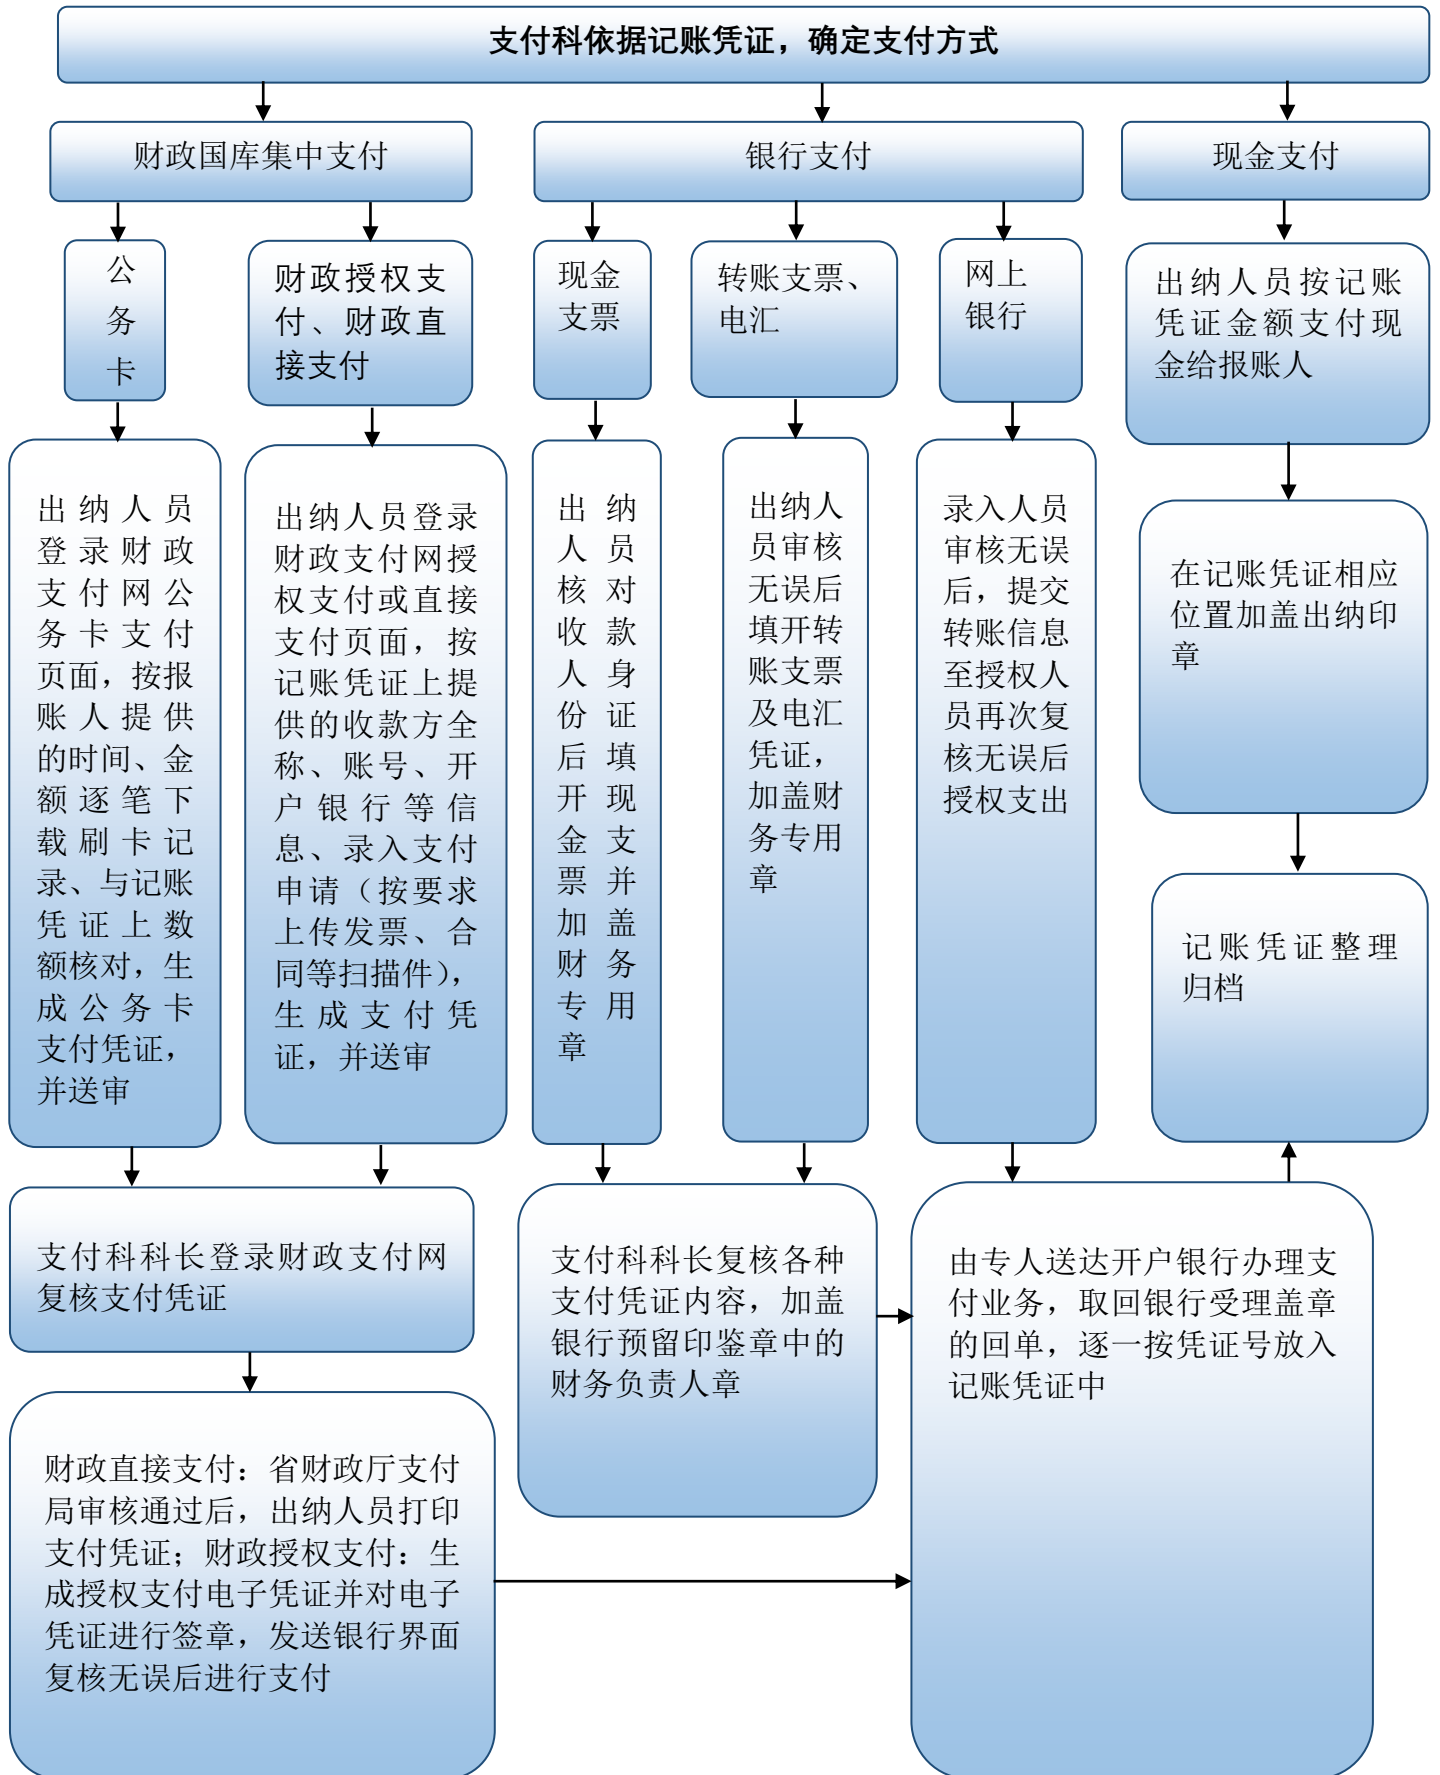 支付科依据记账凭证，确定支付方式
财政国库集中支付
银行支付
现金支付
公
务
卡
财政授权支
付、财政直
接支付
现金
支票
转账支票、
电汇
网上
银行
出纳人员按记账
凭证金额支付现
金给报账人
出纳人员
登录财政
支付网公
务卡支付
页面，按报
账人提供
的时间、金
额逐笔下
载刷卡记
录、与记账
凭证上数
额核对，生
成公务卡
支付凭证，
并送审
出纳人员登录
财政支付网授
权支付或直接
支付页面，按
记账凭证上提
供的收款方全
称、账号、开
户银行等信
息、录入支付
申请（按要求
上传发票、合
同等扫描件），
生成支付凭
证，并送审
出纳
人员
核对
收款
人身
份证
后填
开现
金支
票并
加盖
财务
专用
章
出纳人
员审核
无误后
填开转
账支票
及电汇
凭证，
加盖财
务专用
章
录入人员
审核无误
后，提交
转账信息
至授权人
员再次复
核无误后
授权支出
在记账凭证相应
位置加盖出纳印
章
记账凭证整理
归档
支付科科长登录财政支付网
复核支付凭证
支付科科长复核各种
支付凭证内容，加盖
银行预留印鉴章中的
财务负责人章
由专人送达开户银行办理支
付业务，取回银行受理盖章
的回单，逐一按凭证号放入
记账凭证中
财政直接支付：省财政厅支付
局审核通过后，出纳人员打印
支付凭证；财政授权支付：生
成授权支付电子凭证并对电子
凭证进行签章，发送银行界面
复核无误后进行支付